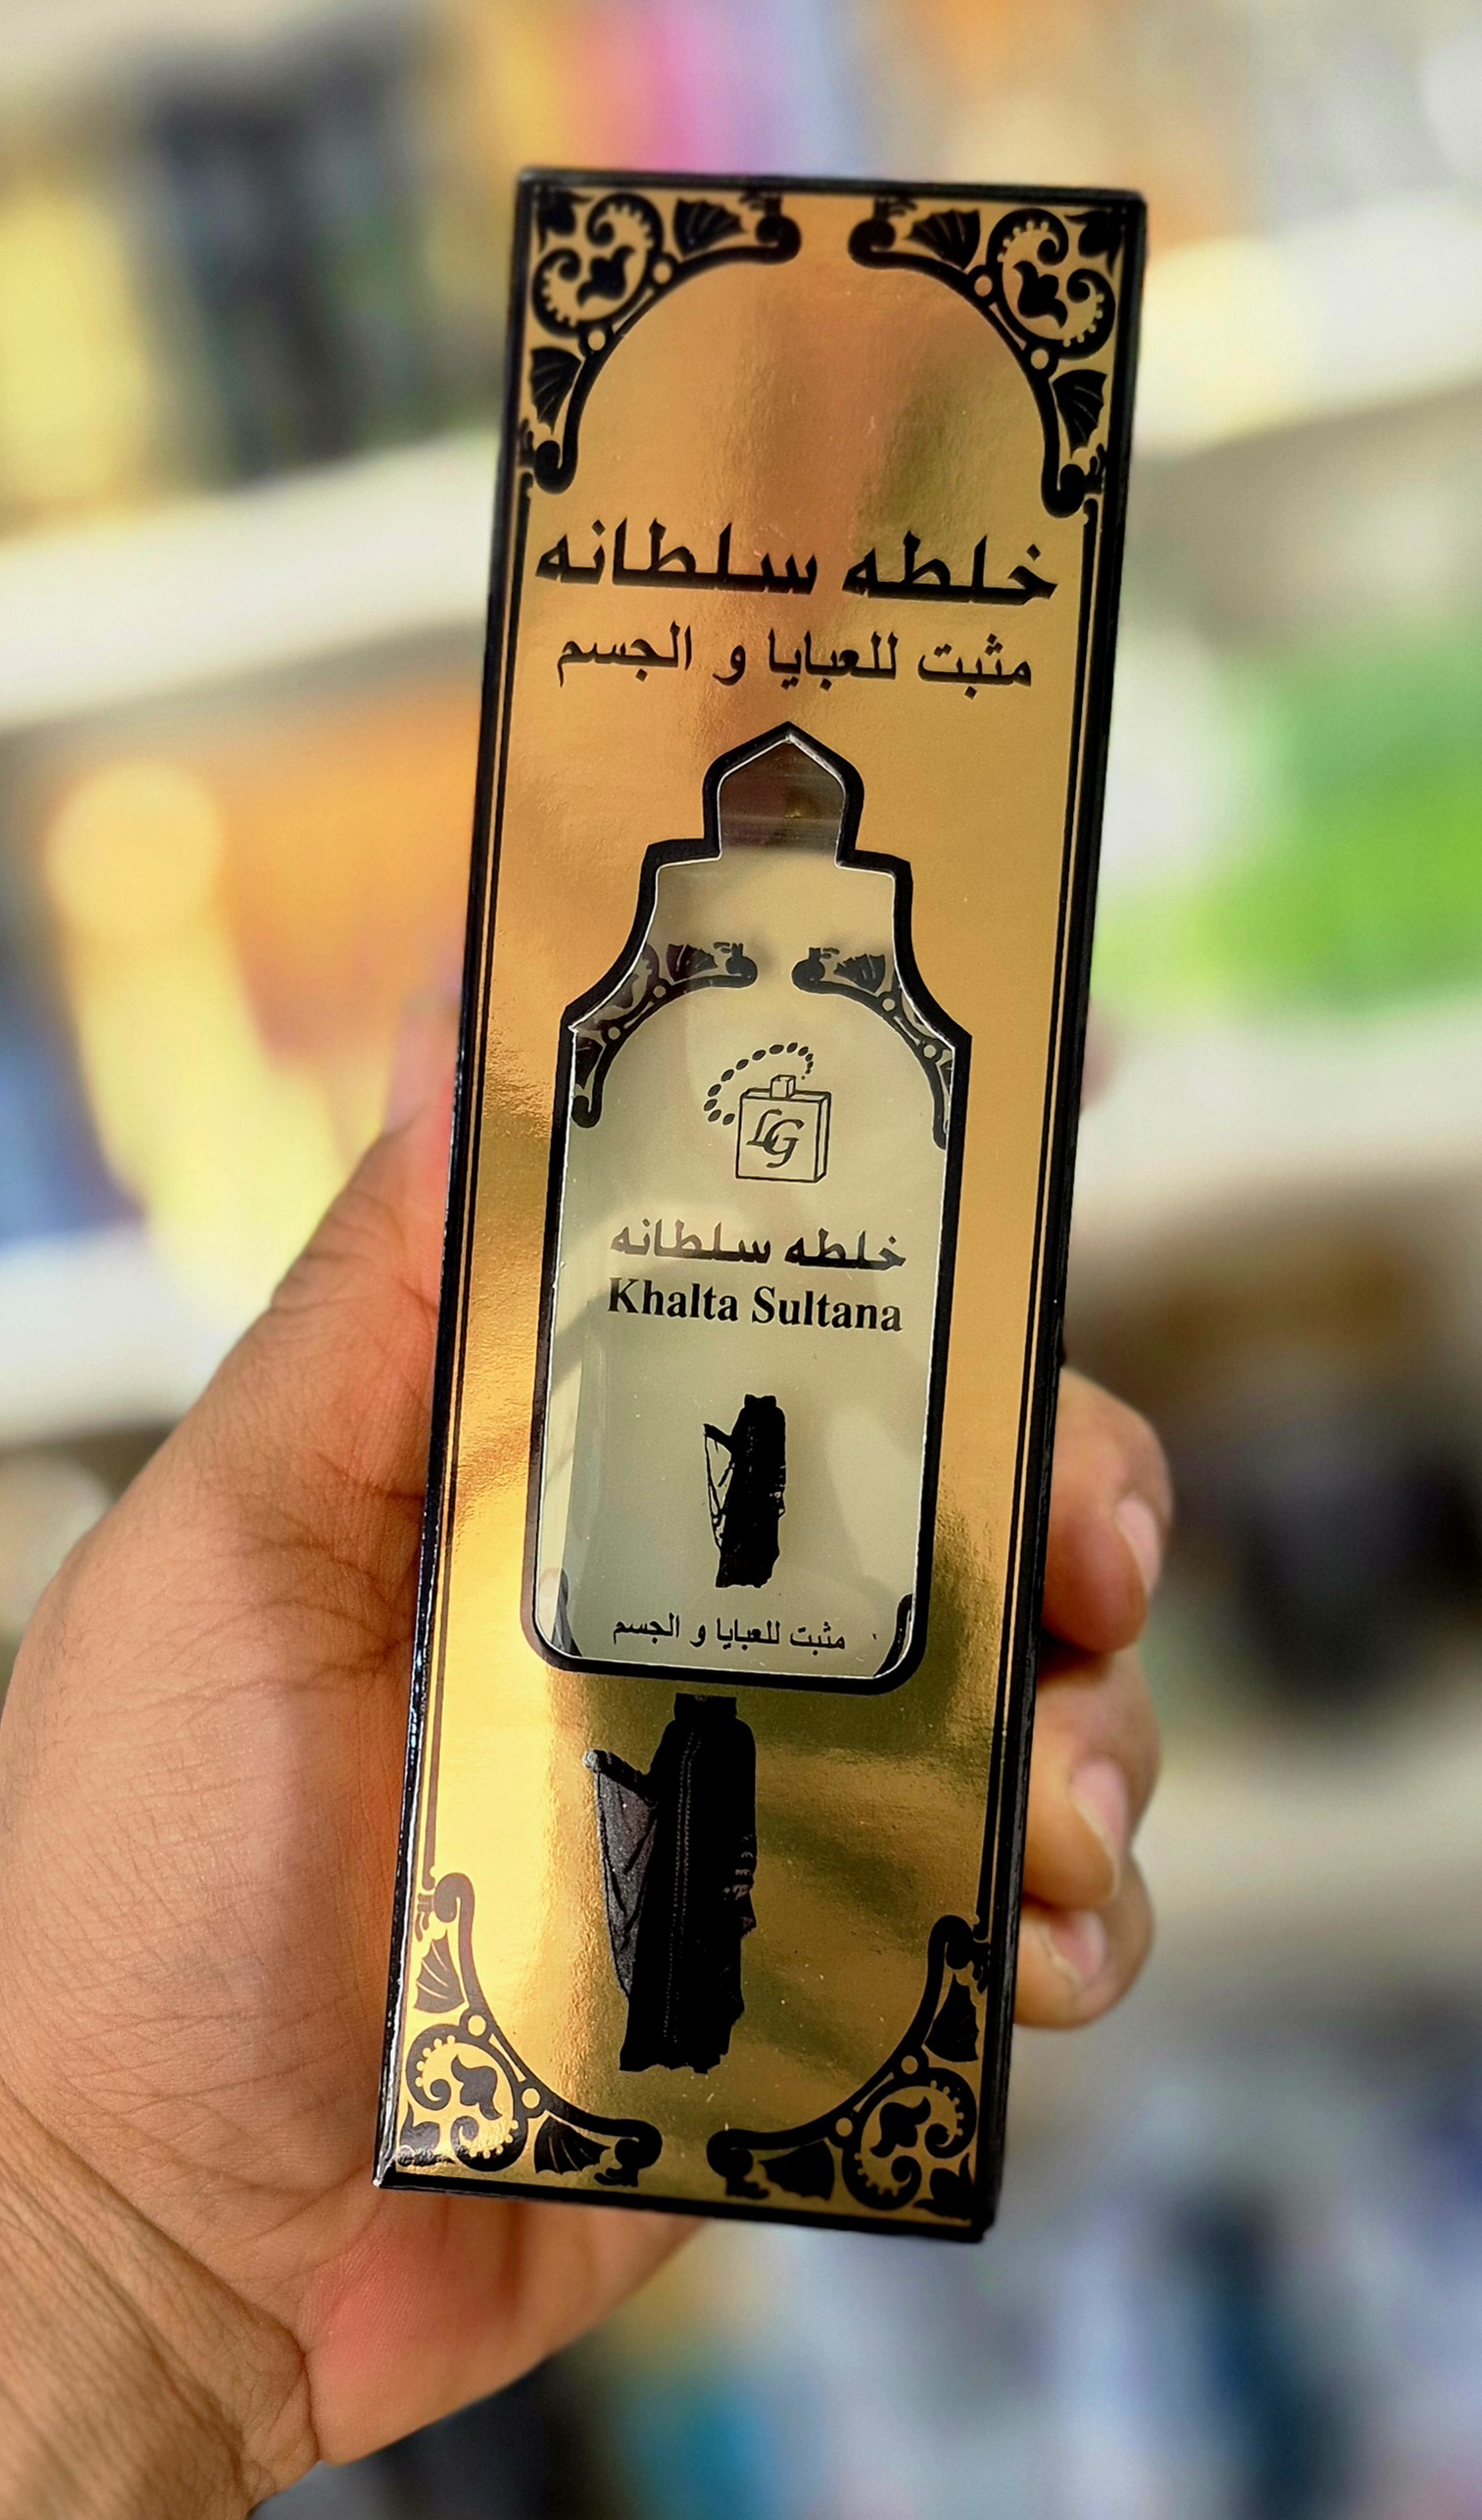 خلطه سلطانه
مثبت للعبايا و الجسم
LG
خلطه سلطانه
Khalta Sultana
مثبت للعبايا و الجسم